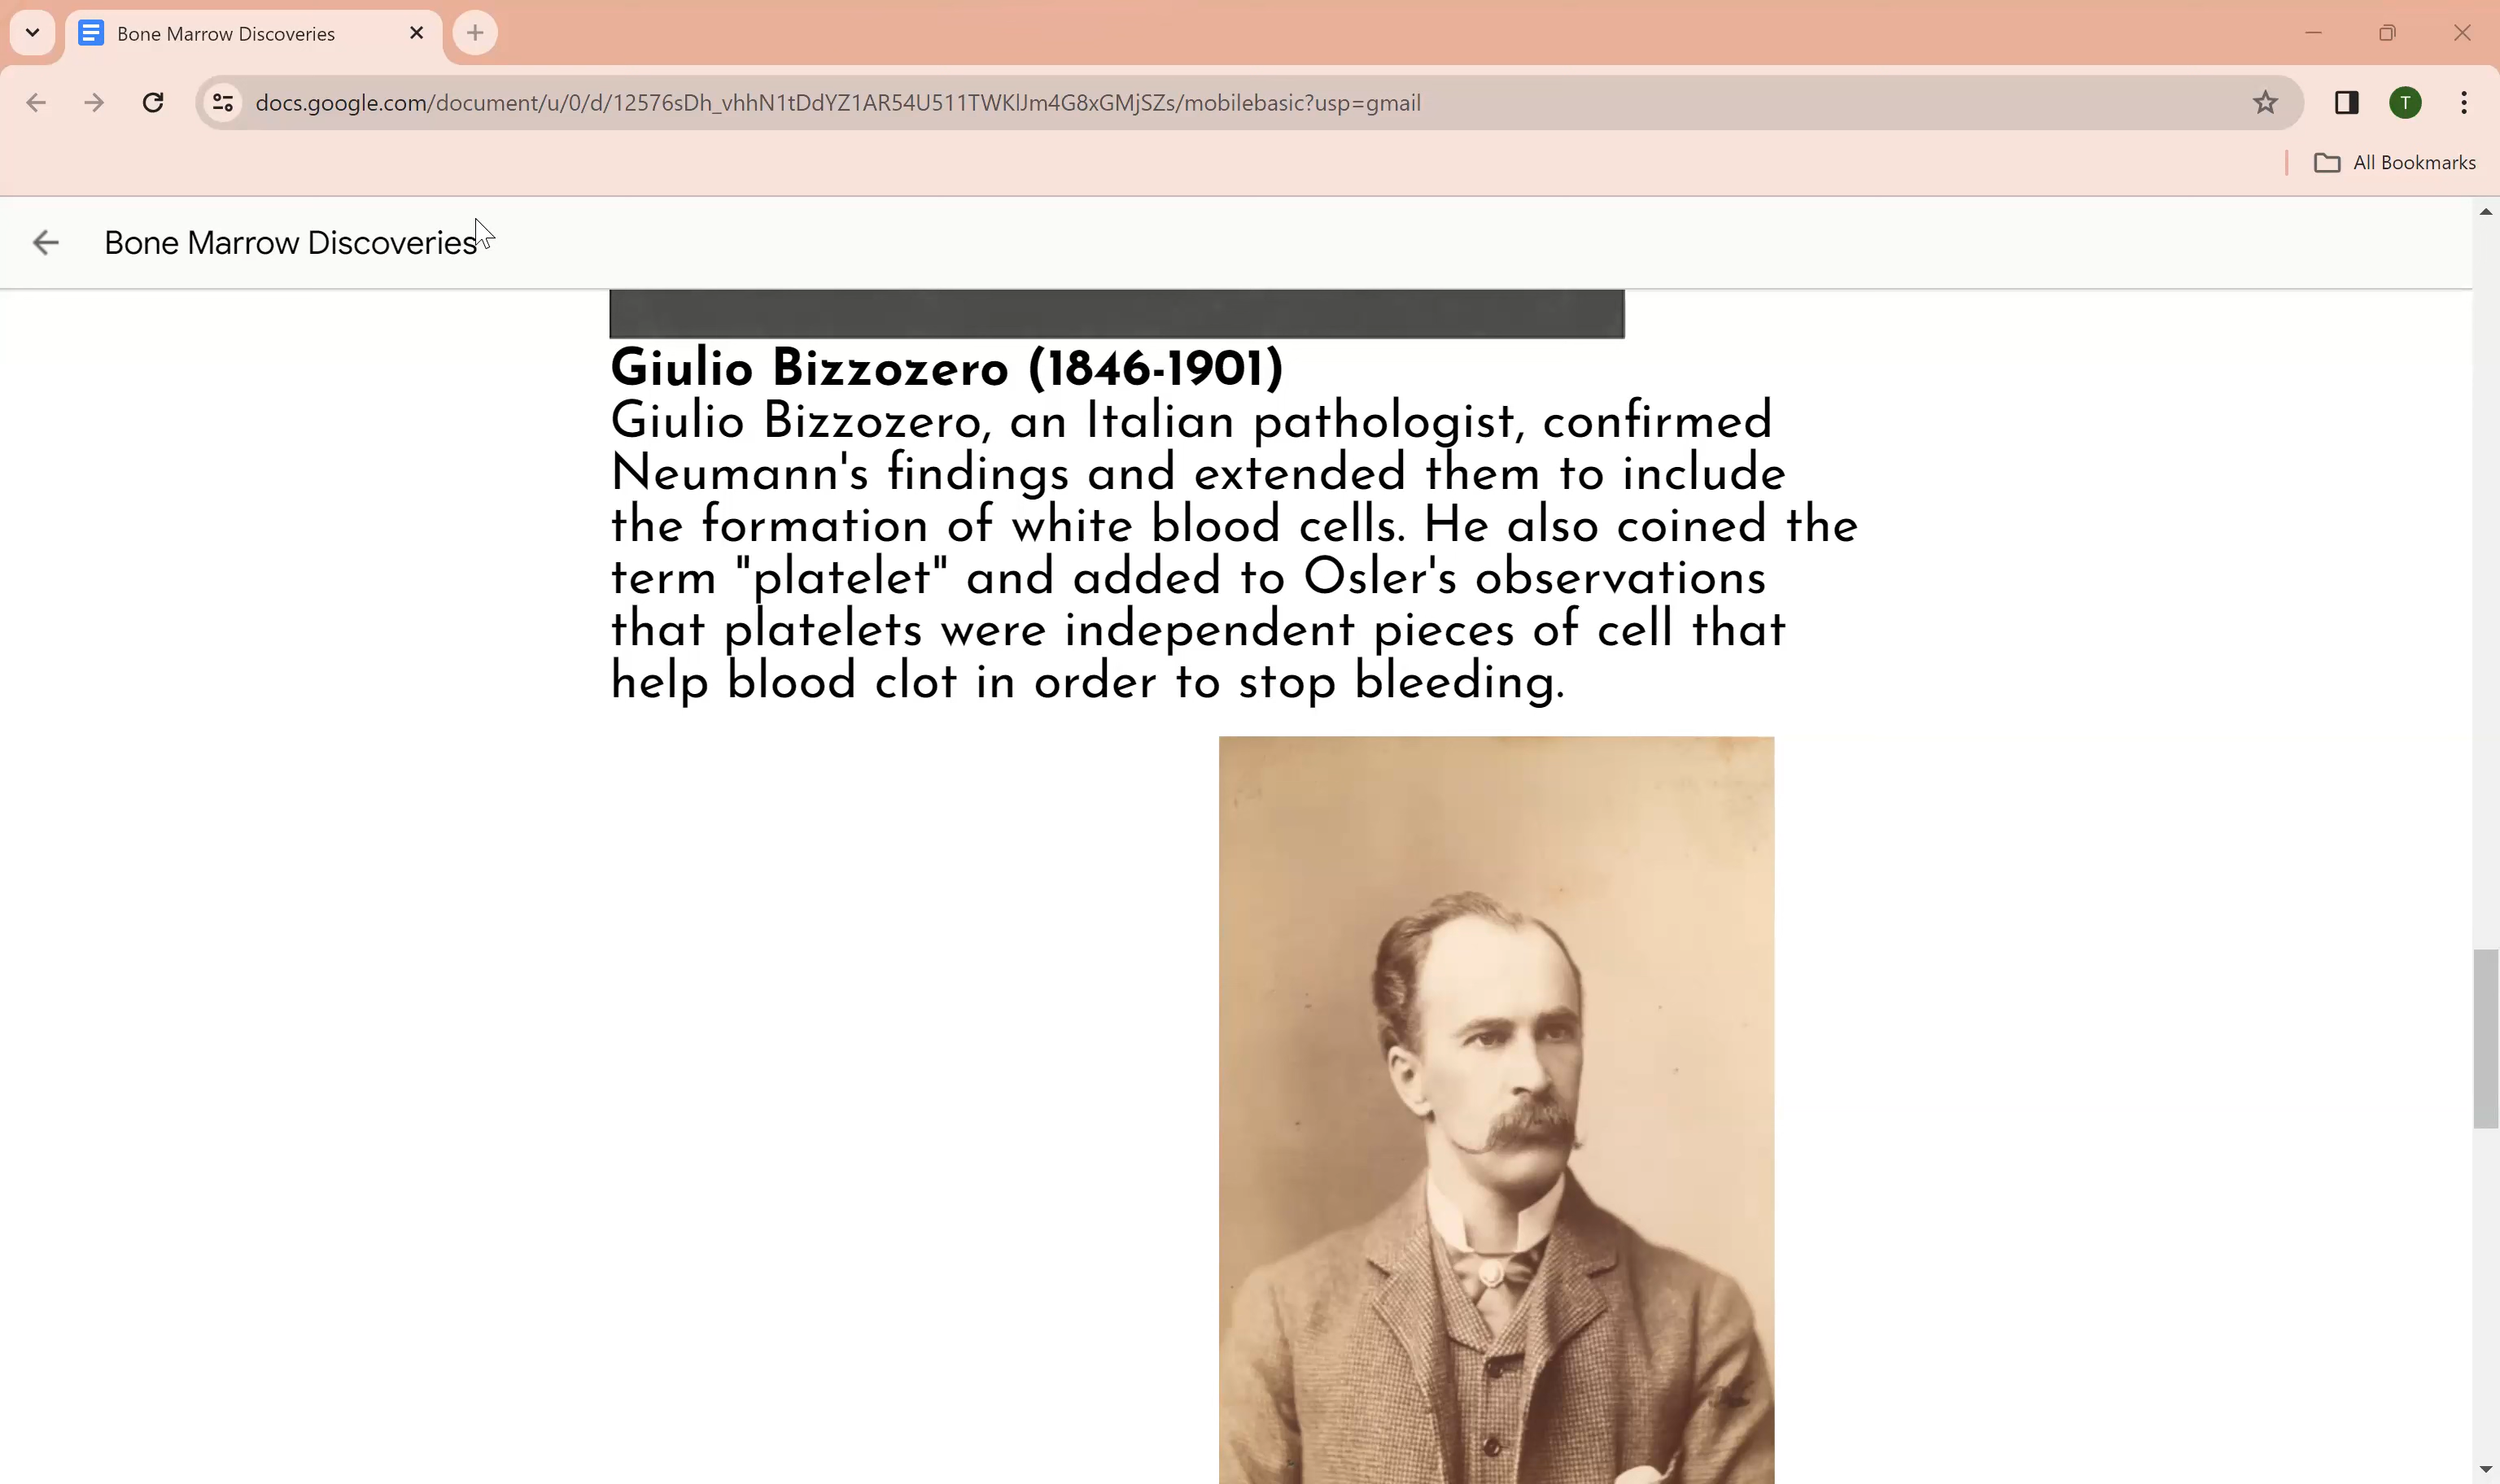 Bone Marrow Discoveries
docs.google.com/document/u/0/d/12576sDh_vhhN1tDdYZ1AR54U511TWKlJm4G8xGMjSZs/mobilebasic?usp=gmail
T
All Bookmarks
Bone Marrow Discoveries
Giulio Bizzozero (1846-1901)
Giulio Bizzozero, an Italian pathologist, confirmed
Neumann's findings and extended them to include
the formation of white blood cells. He also coined the
term "platelet" and added to Osler's observations
that platelets were independent pieces of cell that
help blood clot in order to stop bleeding.